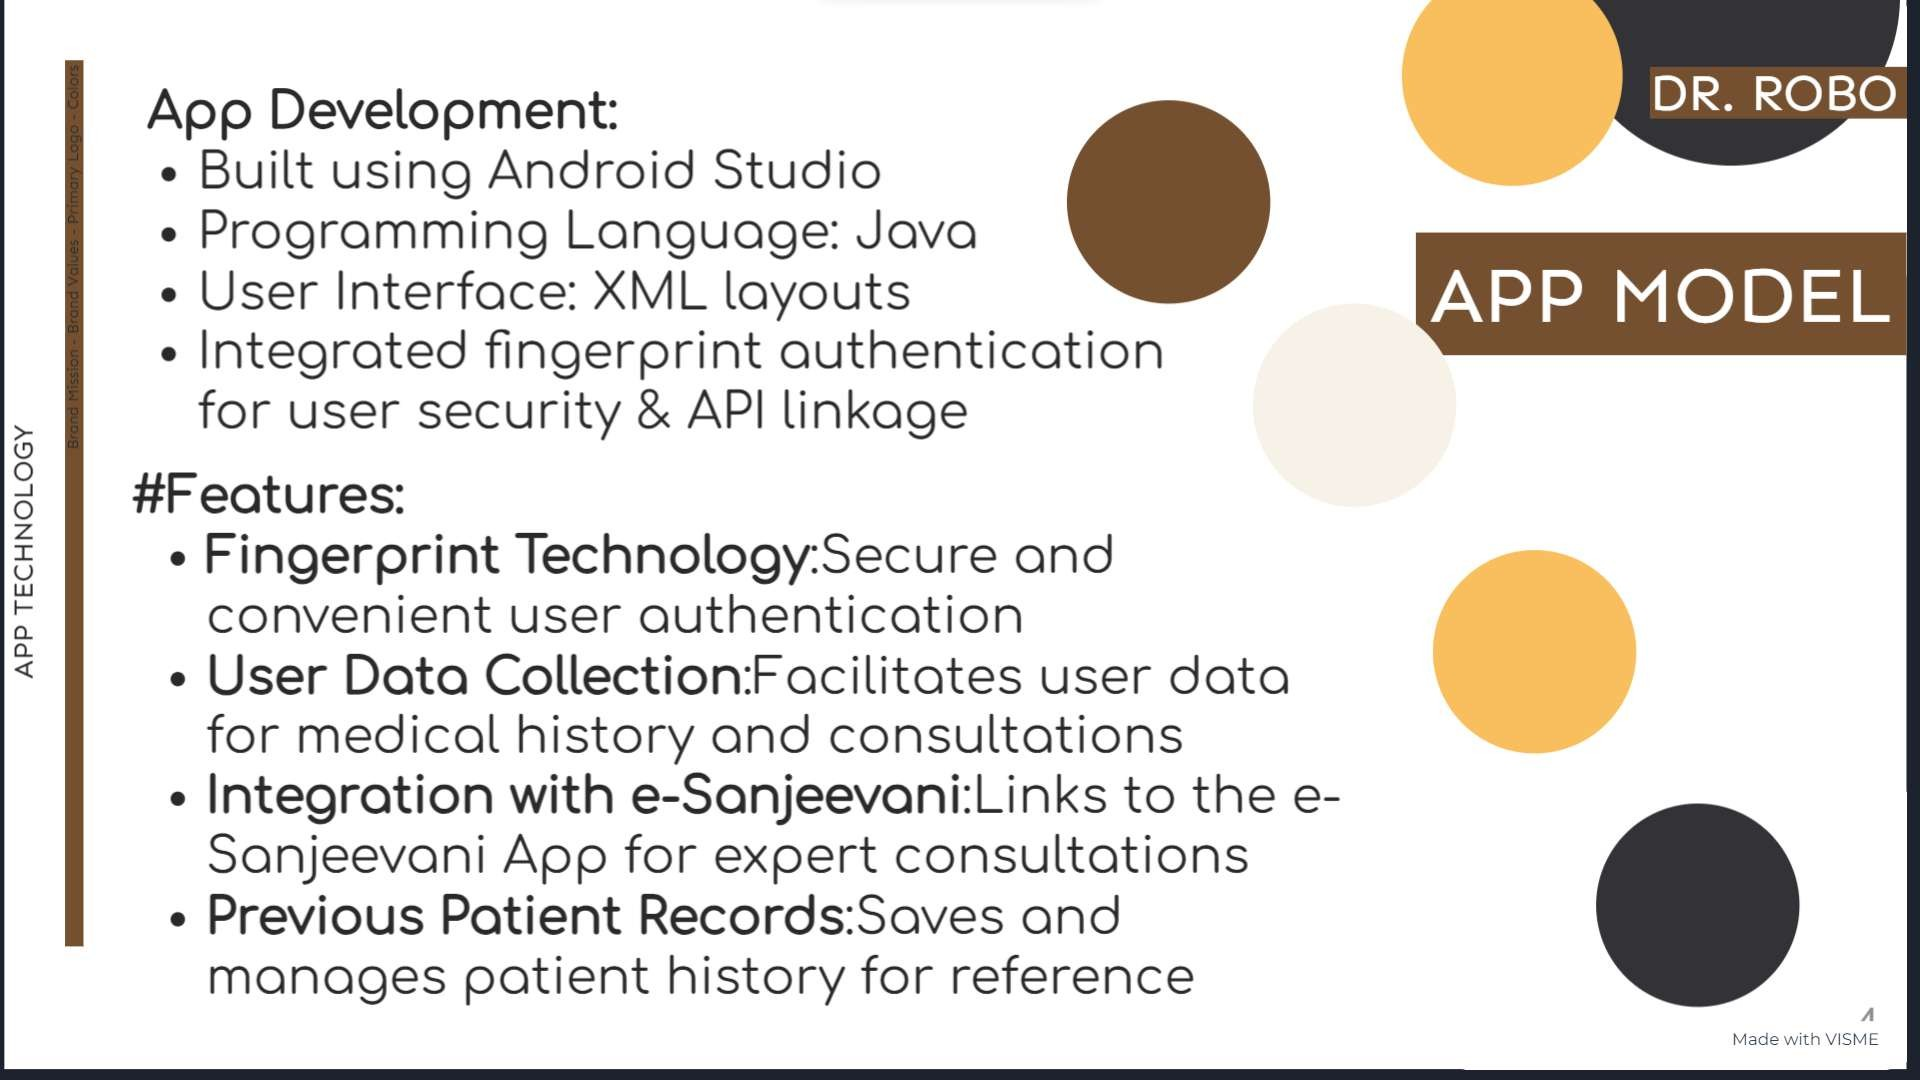 DR. ROBO
APP MODEL
App Development:
• Built using Android Studio
• Programming Language: Java
• User Interface: XML layouts
• Integrated fingerprint authentication
for user security & API linkage
#Features:
• Fingerprint Technology:Secure and
convenient user authentication
• User Data Collection:Facilitates user data
for medical history and consultations
• Integration with e-Sanjeevani:Links to the e-
Sanjeevani App for expert consultations
• Previous Patient Records:Saves and
manages patient history for reference
APP TECHNOLOGY
Brand Mission - Brand Values - Primary Logo - Colors
Made with VISME